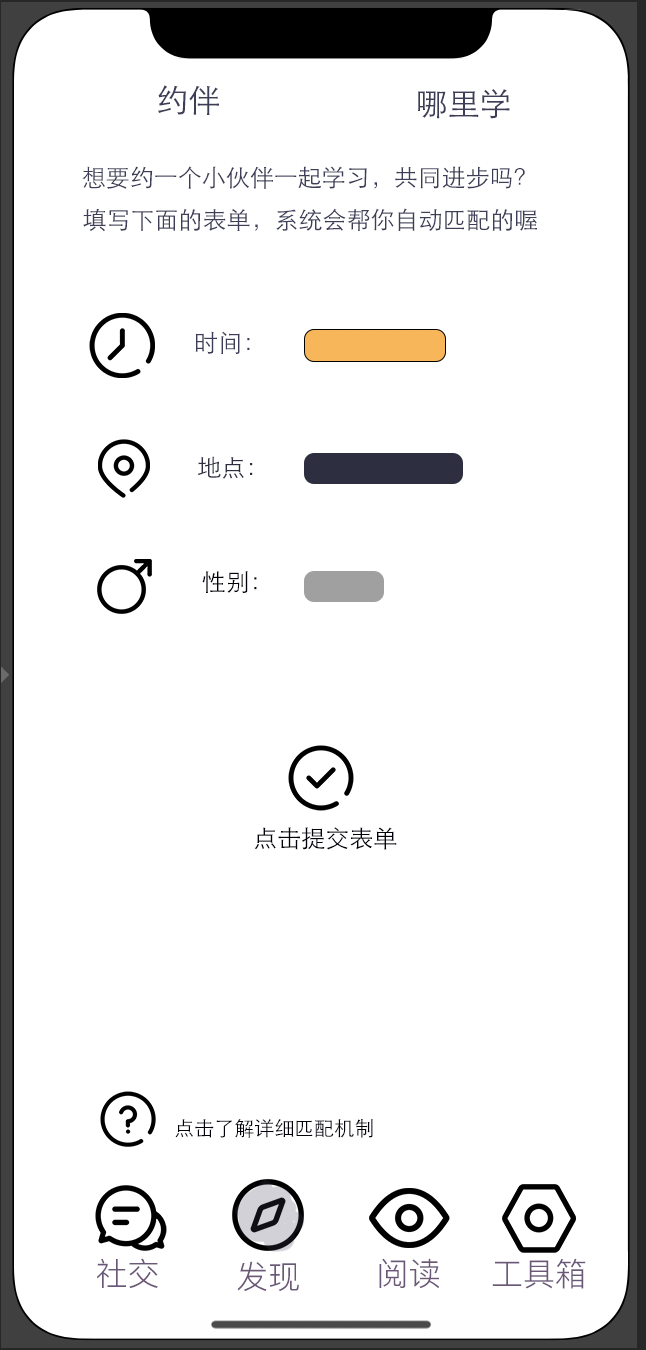 约伴
哪里学
想要约一个小伙伴一起学习，共同进步吗？
填写下面的表单，系统会帮你自动匹配的喔
时间：
地点：
性别：
点击提交表单
点击了解详细匹配机制
社交
发现
阅读
工具箱